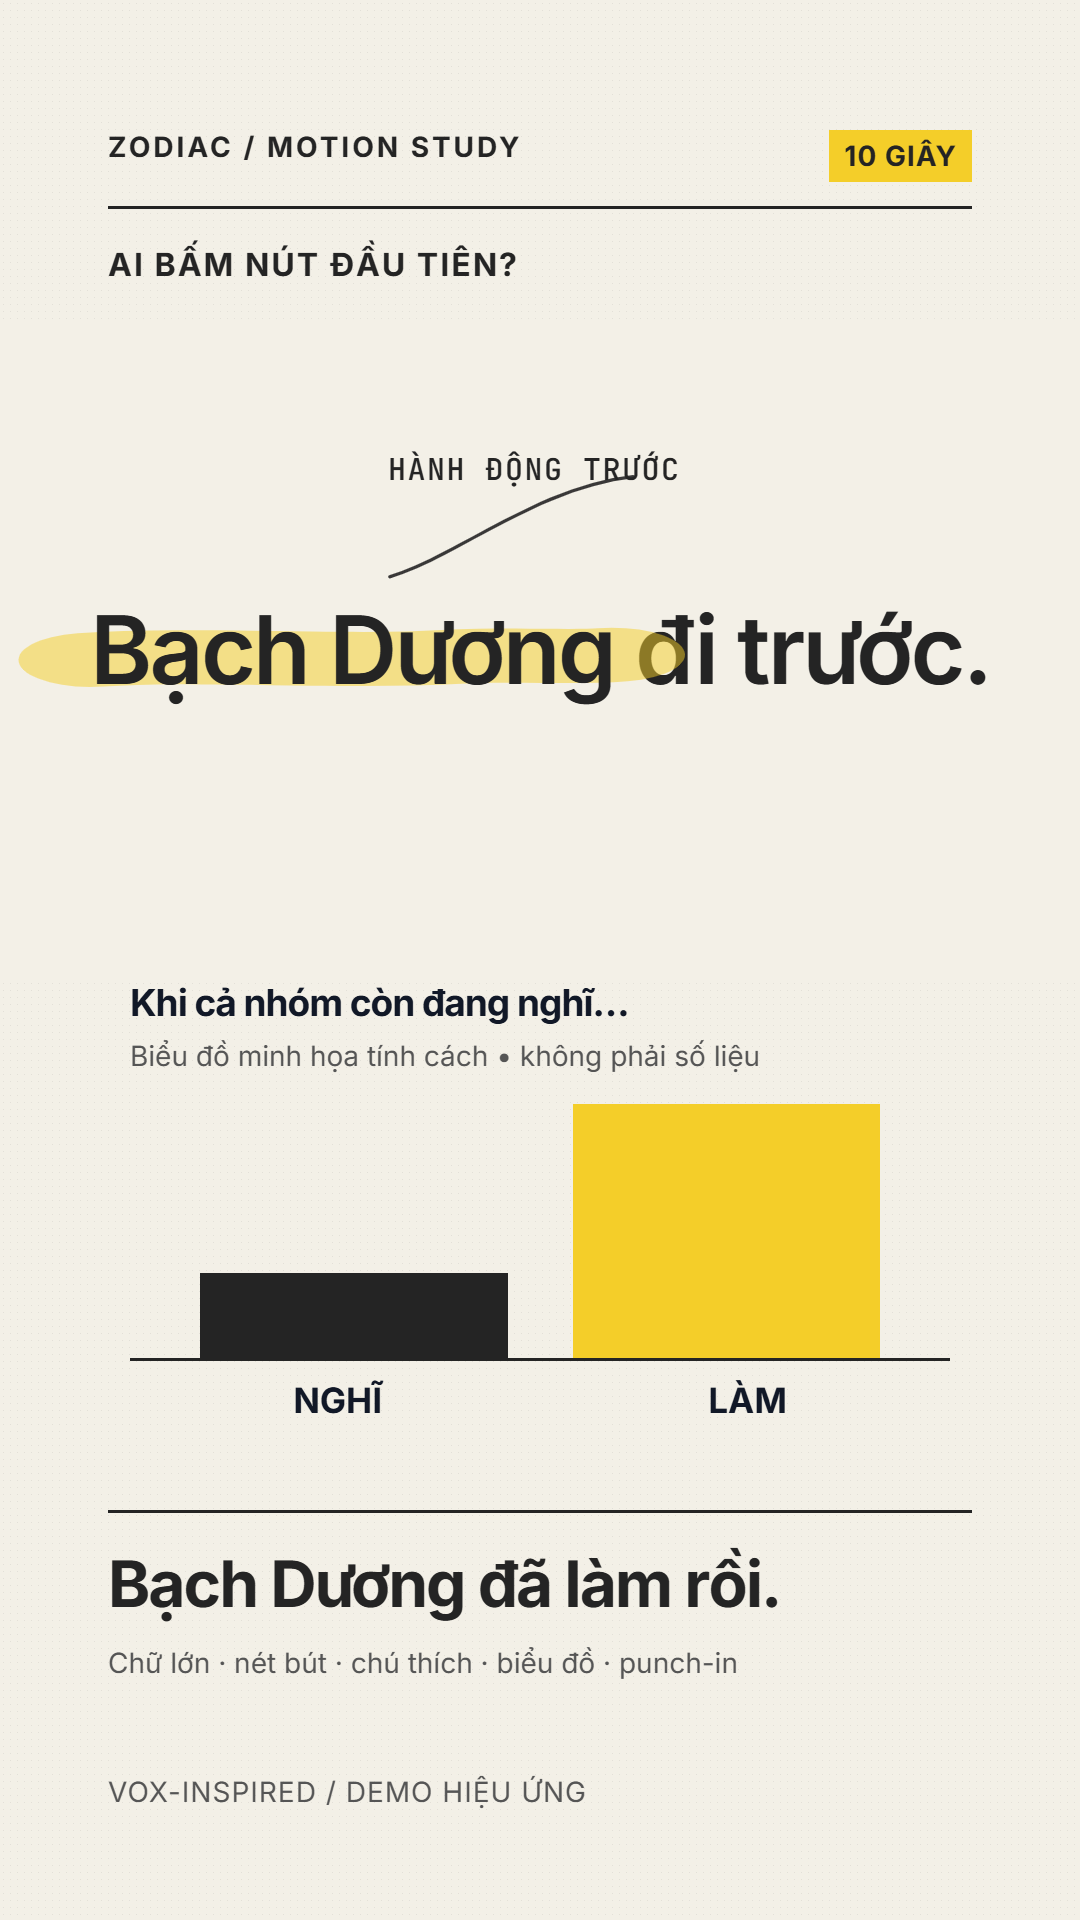 ZODIAC / MOTION STUDY
10 GIÂY
AI BẤM NÚT ĐẦU TIÊN?
HÀNH ĐỘNG TRƯỚC
Bạch Dương đi trước.
Khi cả nhóm còn đang nghĩ...
Biểu đồ minh họa tính cách • không phải số liệu
NGHĨ
LÀM
Bạch Dương đã làm rồi.
Chữ lớn · nét bút · chú thích · biểu đồ · punch-in
VOX-INSPIRED / DEMO HIỆU ỨNG